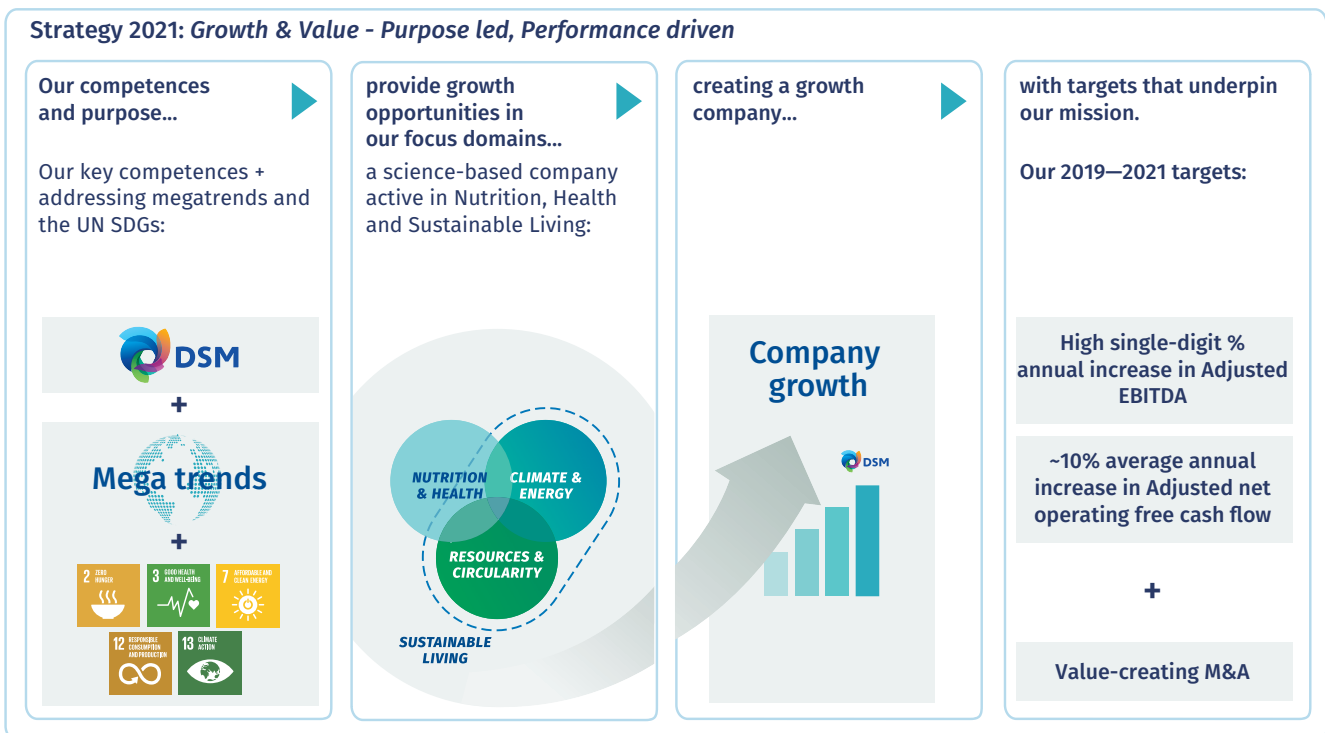 Strategy 2021: Growth & Value - Purpose led, Performance driven
Our competences
and purpose...
Our key competences +
addressing megatrends and
the UN SDGs:
DSM
+
Mega trends
+
2 ZERO
HUNGER
3 GOOD HEALTH
AND WELL-BEING
7 AFFORDABLE AND
CLEAN ENERGY
12 RESPONSIBLE
CONSUMPTION
AND PRODUCTION
13 CLIMATE
ACTION
provide growth
opportunities in
our focus domains...
a science-based company
active in Nutrition, Health
and Sustainable Living:
NUTRITION
& HEALTH
CLIMATE &
ENERGY
RESOURCES &
CIRCULARITY
SUSTAINABLE
LIVING
creating a growth
company...
Company
growth
DSM
with targets that underpin
our mission.
Our 2019—2021 targets:
High single-digit %
annual increase in Adjusted
EBITDA
~10% average annual
increase in Adjusted net
operating free cash flow
+
Value-creating M&A